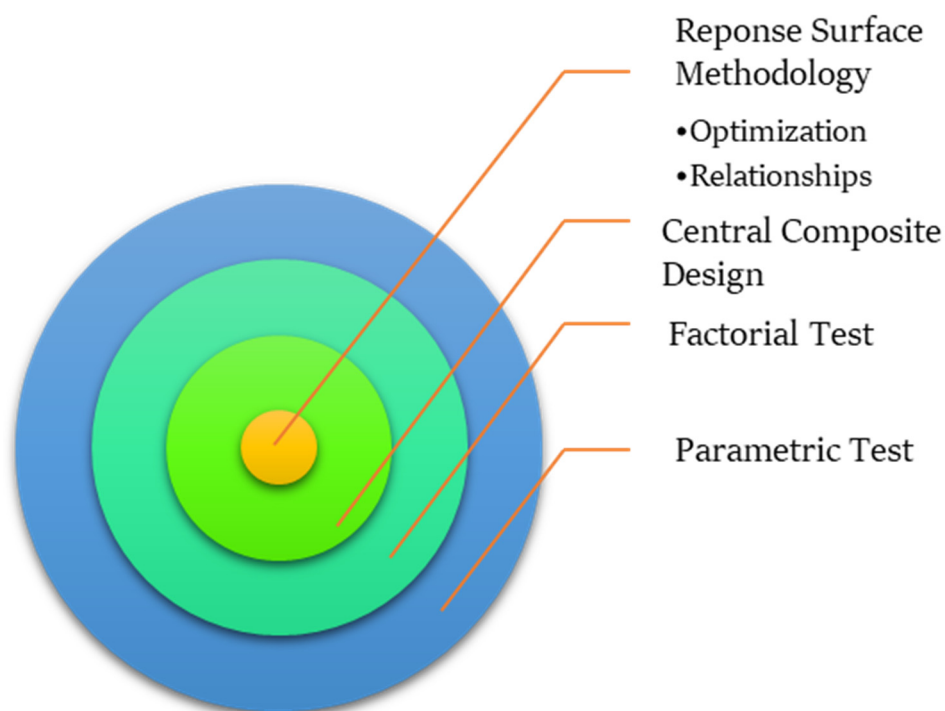 Reponse Surface
Methodology
•Optimization
•Relationships
Central Composite
Design
Factorial Test
Parametric Test